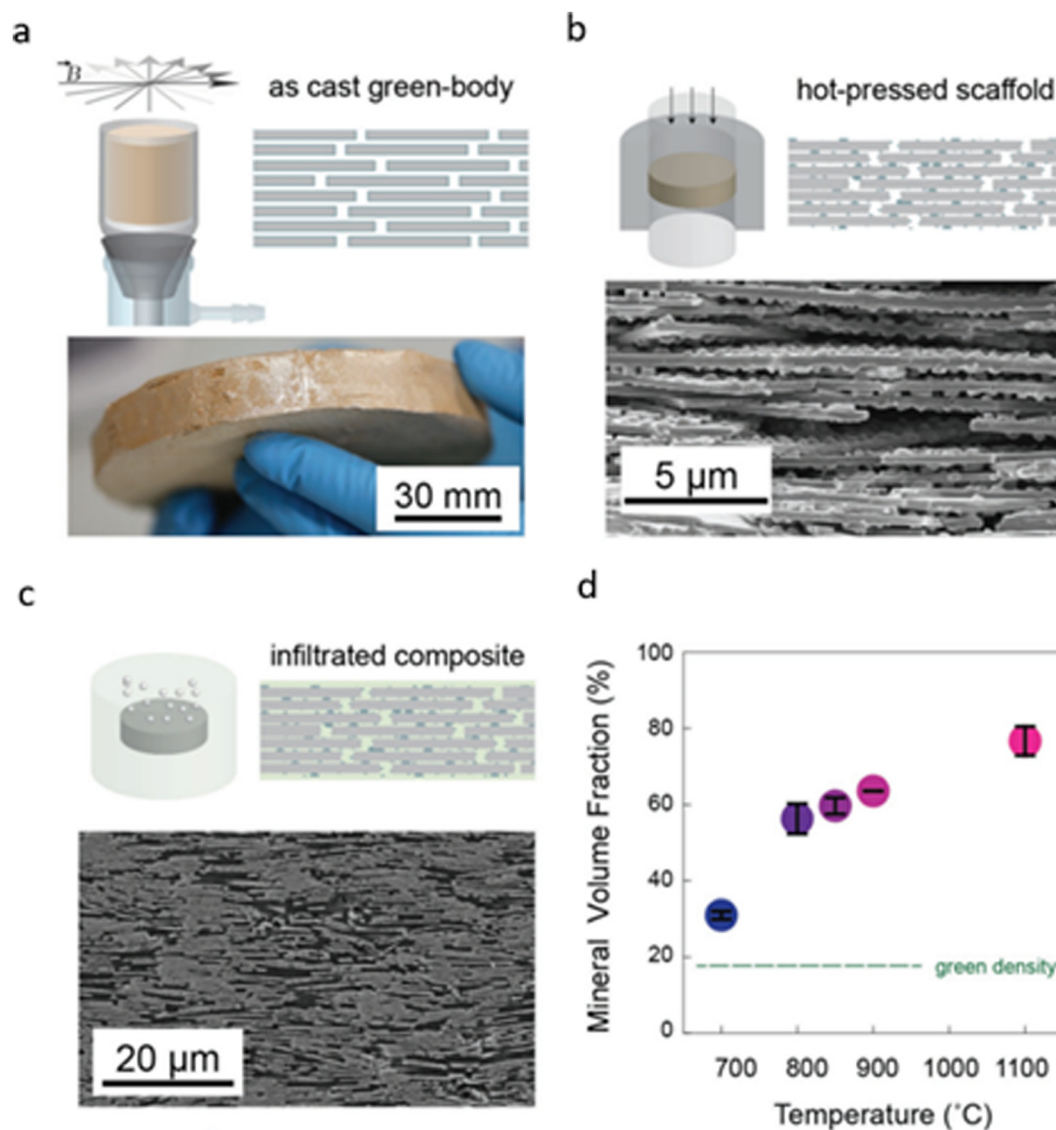 a
B
as cast green-body
30 mm
b
hot-pressed scaffold
5 μm
c
infiltrated composite
20 μm
d
Mineral Volume Fraction (%)
100
80
60
40
20
0
green density
700 800 900 1000 1100
Temperature (˚C)